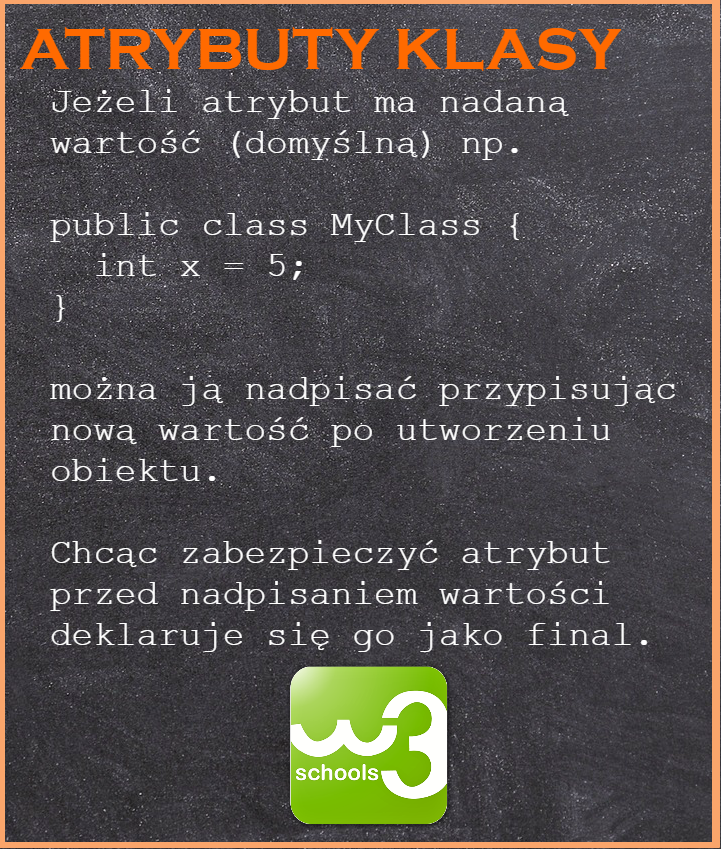 ATRYBUTY KLASY
Jeżeli atrybut ma nadaną
wartość (domyślną) np.
public class MyClass {
  int x = 5;
}
można ją nadpisać przypisując
nową wartość po utworzeniu
obiektu.
Chcąc zabezpieczyć atrybut
przed nadpisaniem wartości
deklaruje się go jako final.
w3
schools